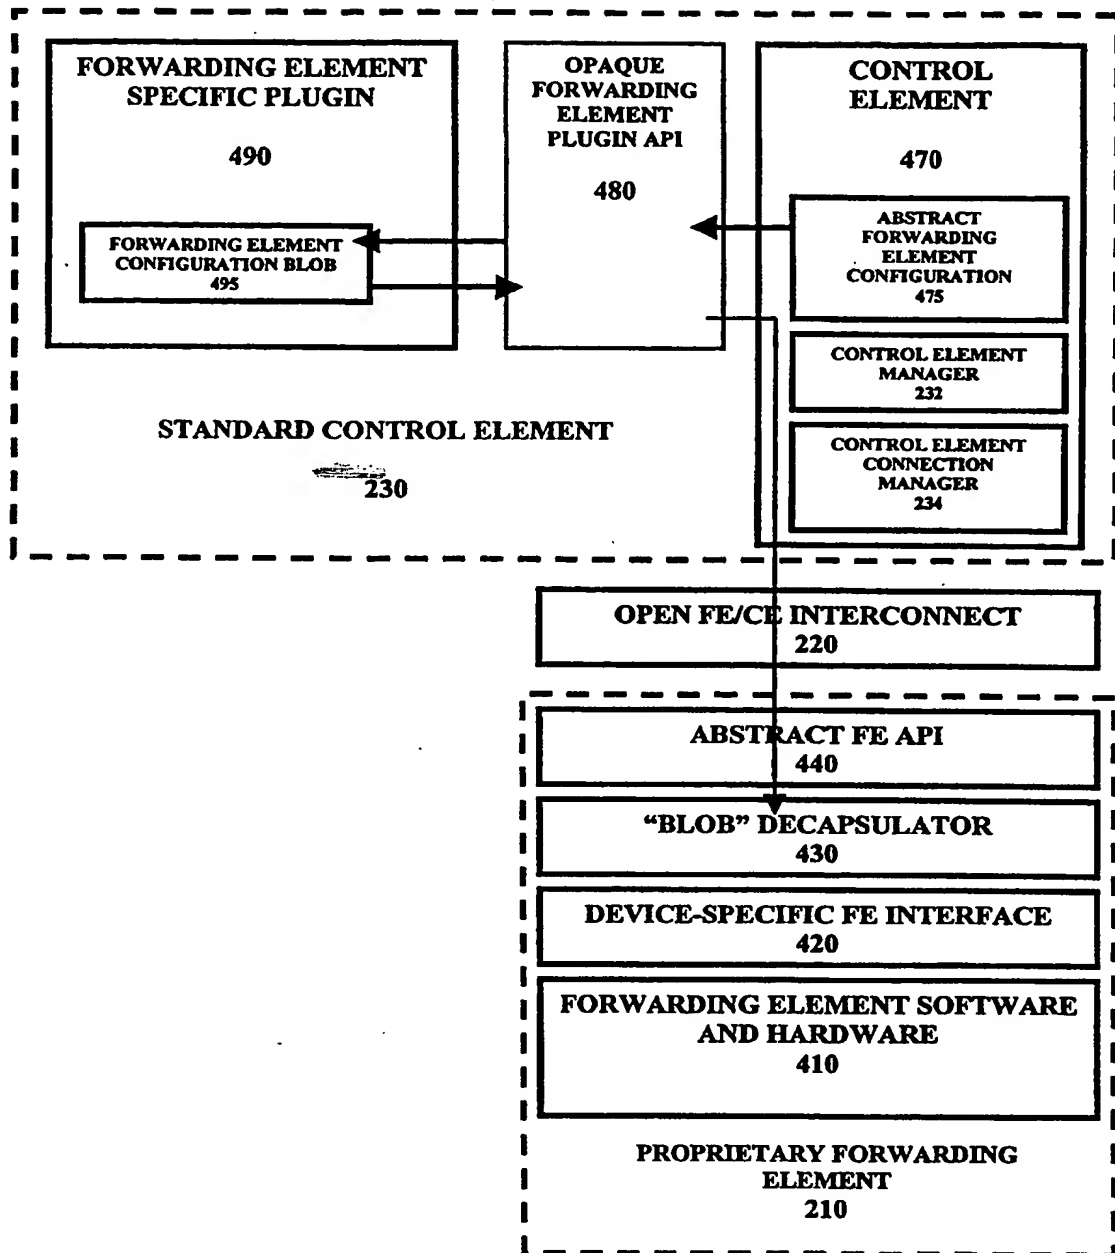 FORWARDING ELEMENT
SPECIFIC PLUGIN
490
FORWARDING ELEMENT
CONFIGURATION BLOB
495
OPAQUE
FORWARDING
ELEMENT
PLUGIN API
480
CONTROL
ELEMENT
470
ABSTRACT
FORWARDING
ELEMENT
CONFIGURATION
475
CONTROL ELEMENT
MANAGER
232
CONTROL ELEMENT
CONNECTION
MANAGER
234
STANDARD CONTROL ELEMENT
230
OPEN FE/CE INTERCONNECT
220
ABSTRACT FE API
440
“BLOB” DECAPSULATOR
430
DEVICE-SPECIFIC FE INTERFACE
420
FORWARDING ELEMENT SOFTWARE
AND HARDWARE
410
PROPRIETARY FORWARDING
ELEMENT
210